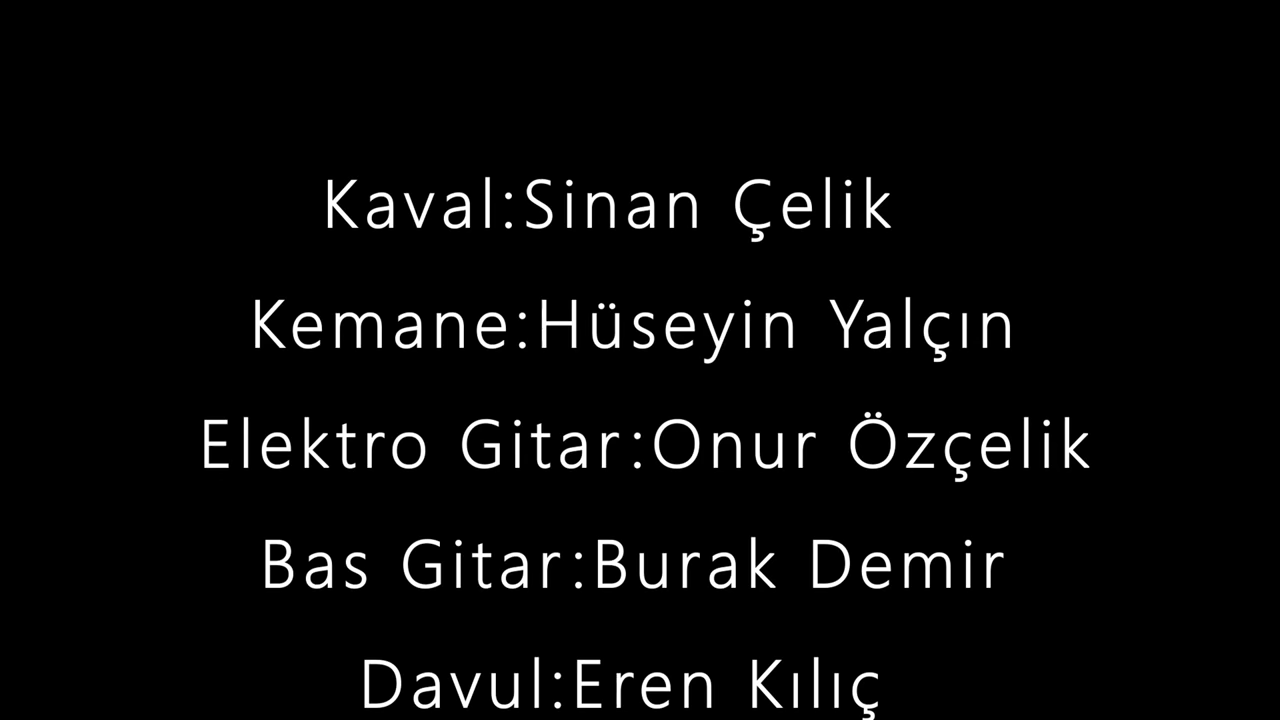 Kaval:Sinan Çelik
Kemane:Hüseyin Yalçın
Elektro Gitar:Onur Özçelik
Bas Gitar:Burak Demir
Davul:Eren Kılıç